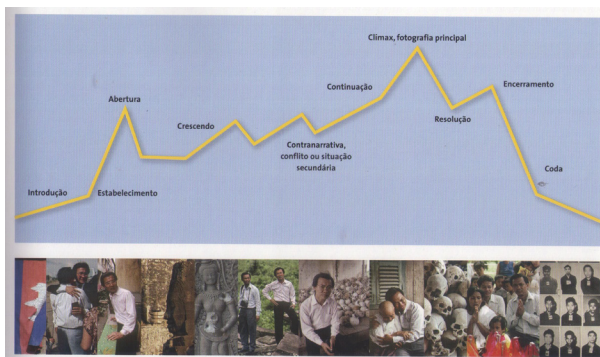 Clímax, fotografia principal
Continuação
Encerramento
Abertura
Resolução
Crescendo
Contranarrativa,
conflito ou situação
secundária
Coda
Introdução
Estabelecimento